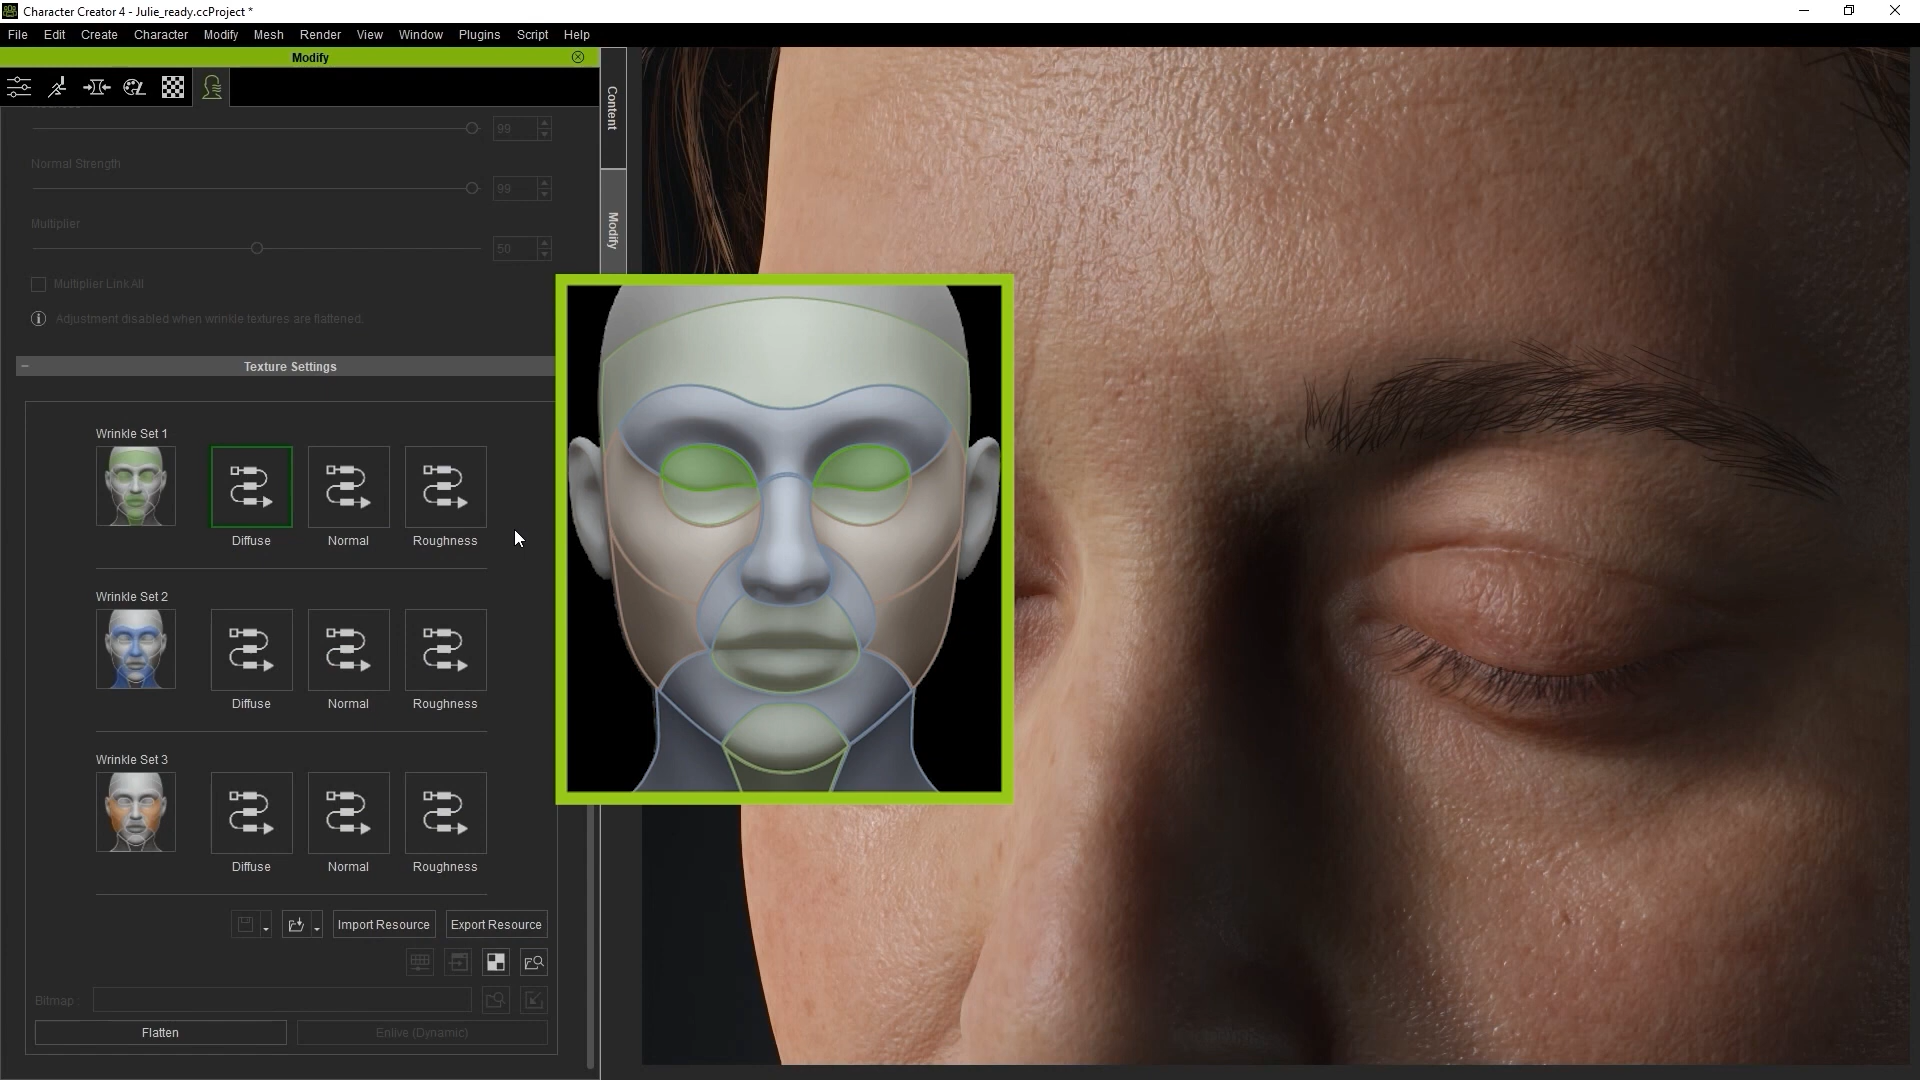 Character Creator 4 - Julie_ready.ccProject *
File Edit Create Character Modify Mesh Render View Window Plugins Script Help
Modify
Content
Modify
99
Normal Strength
99
Multiplier
50
Multiplier Link All
Adjustment disabled when wrinkle textures are flattened.
Texture Settings
Wrinkle Set 1
Diffuse Normal Roughness
Wrinkle Set 2
Diffuse Normal Roughness
Wrinkle Set 3
Diffuse Normal Roughness
Import Resource Export Resource
Bitmap
Flatten Enlive (Dynamic)